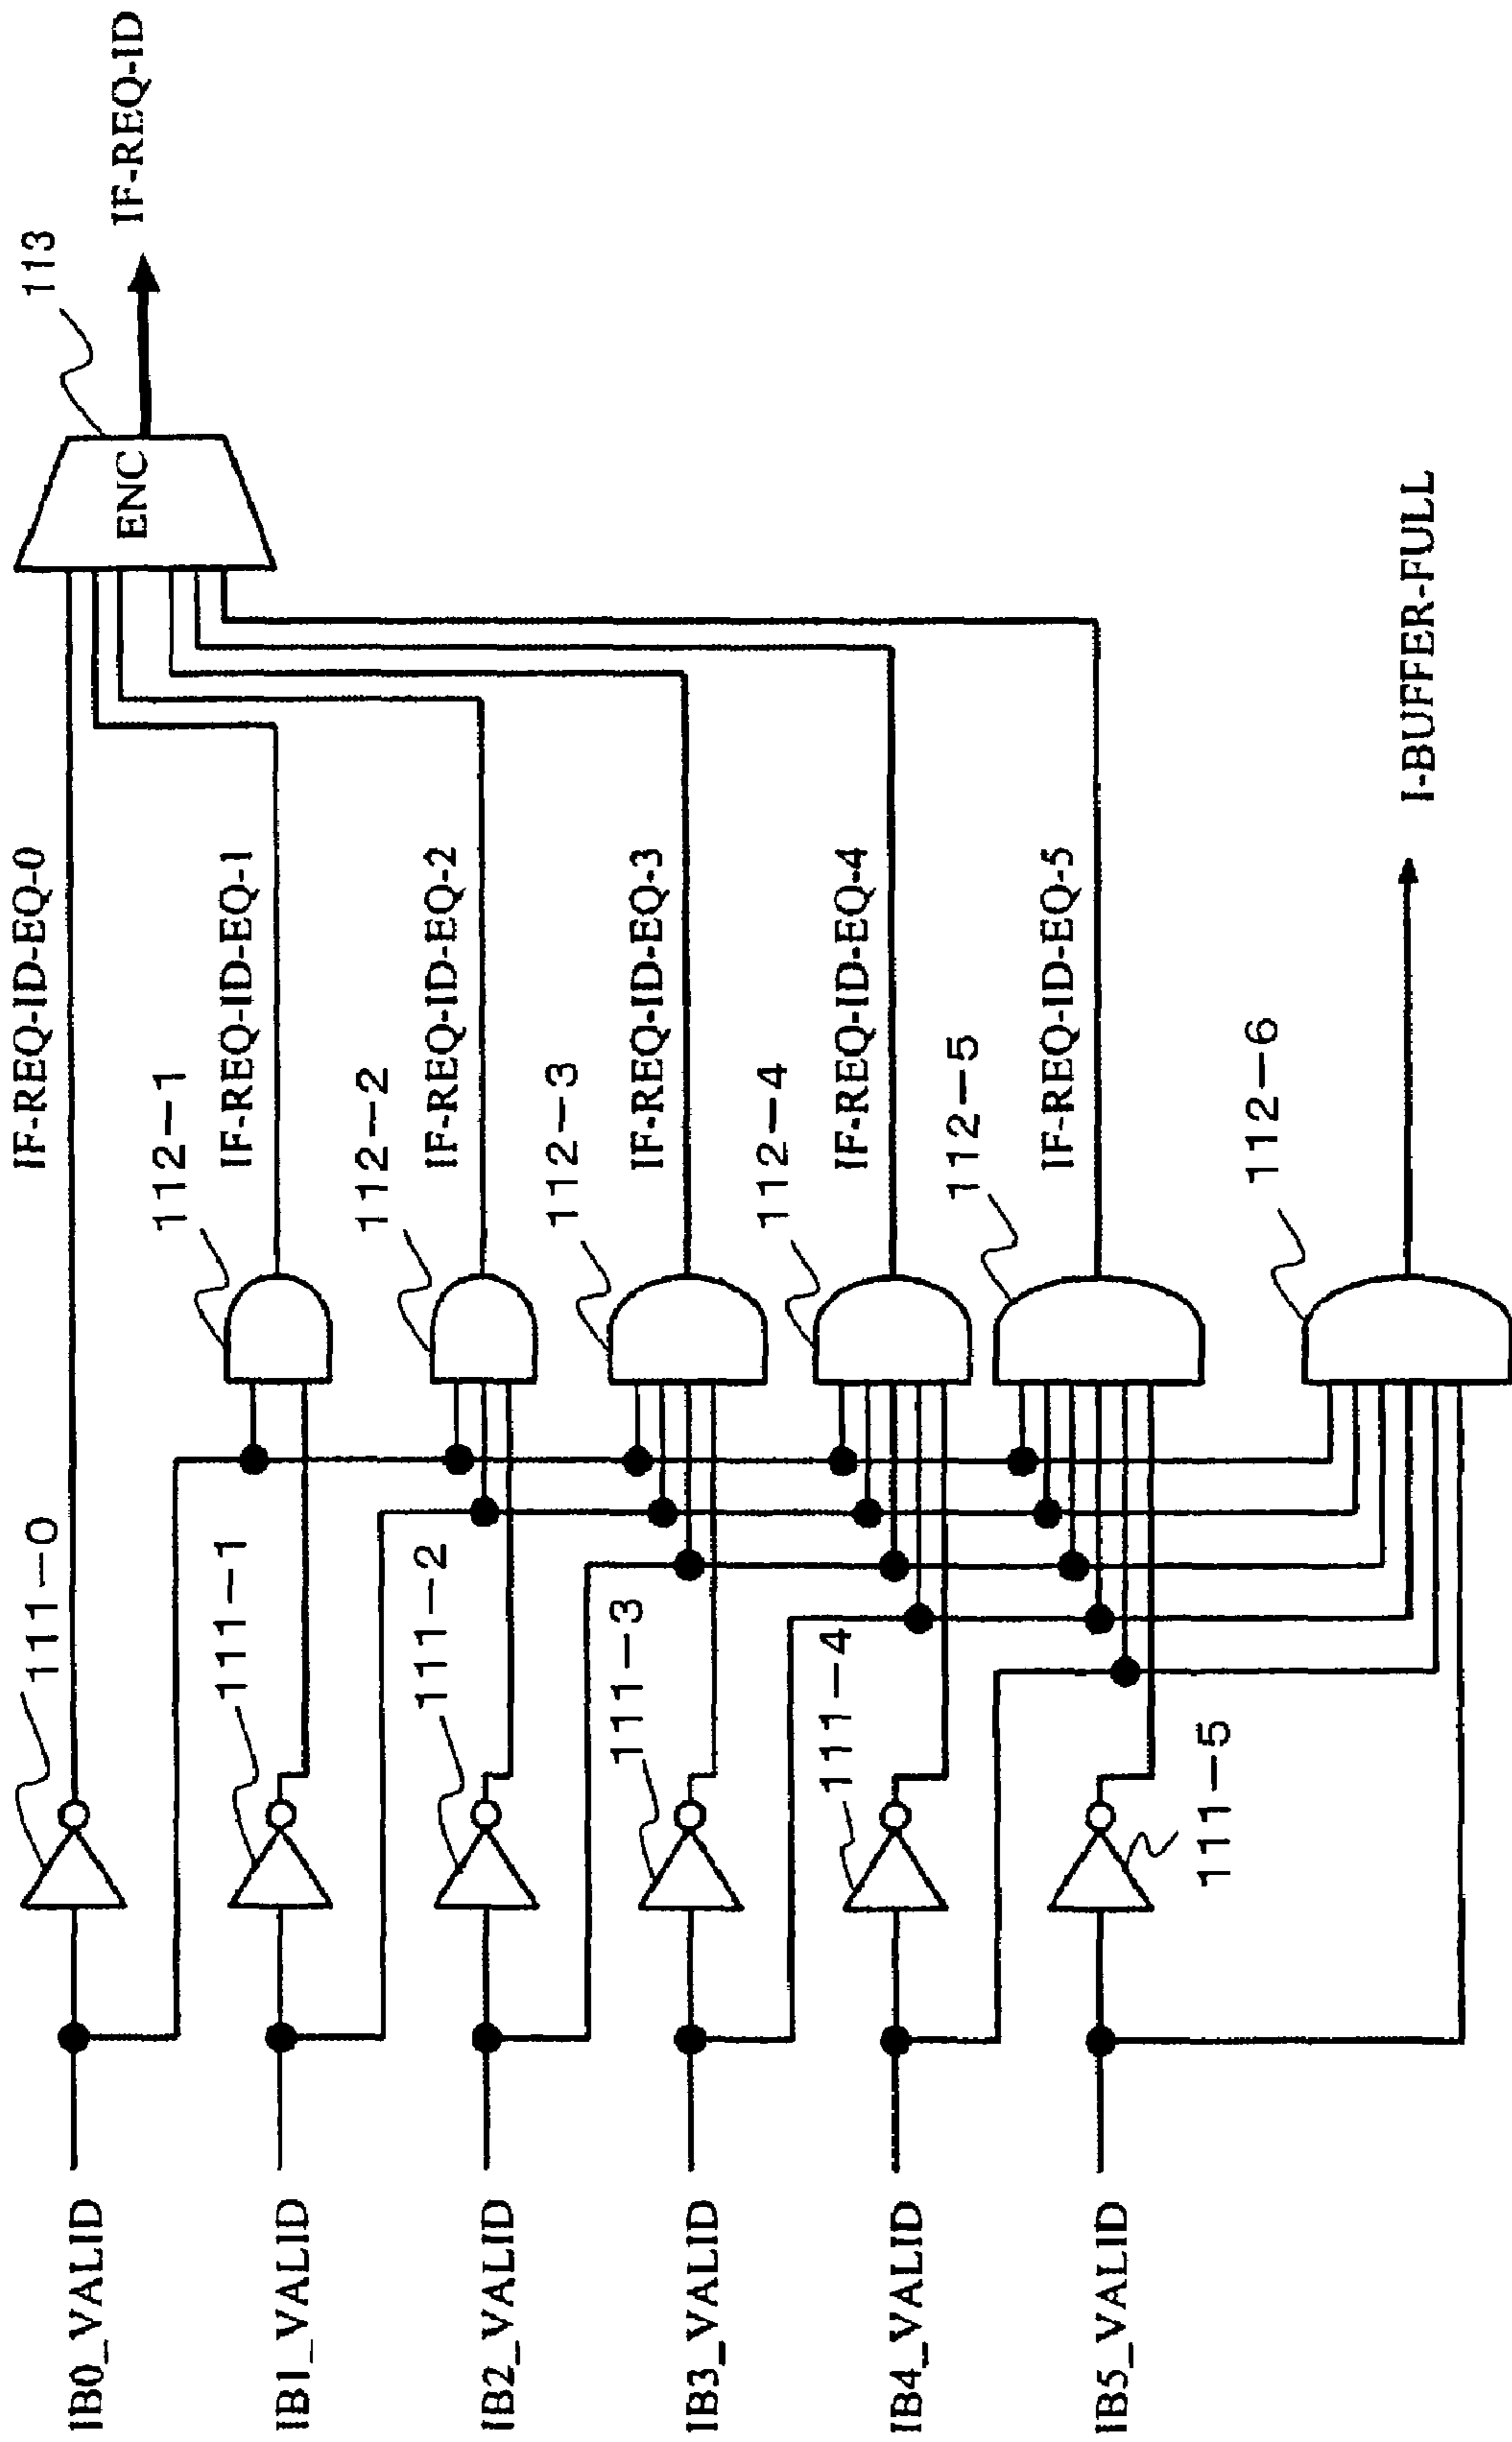 IB0_VALID
IB1_VALID
IB2_VALID
IB3_VALID
IB4_VALID
IB5_VALID
111-0
111-1
111-2
111-3
111-4
111-5
112-1
112-2
112-3
112-4
112-5
112-6
IF-REQ-ID-EQ-0
IF-REQ-ID-EQ-1
IF-REQ-ID-EQ-2
IF-REQ-ID-EQ-3
IF-REQ-ID-EQ-4
IF-REQ-ID-EQ-5
ENC
113
IF-REQ-ID
I-BUFFER-FULL